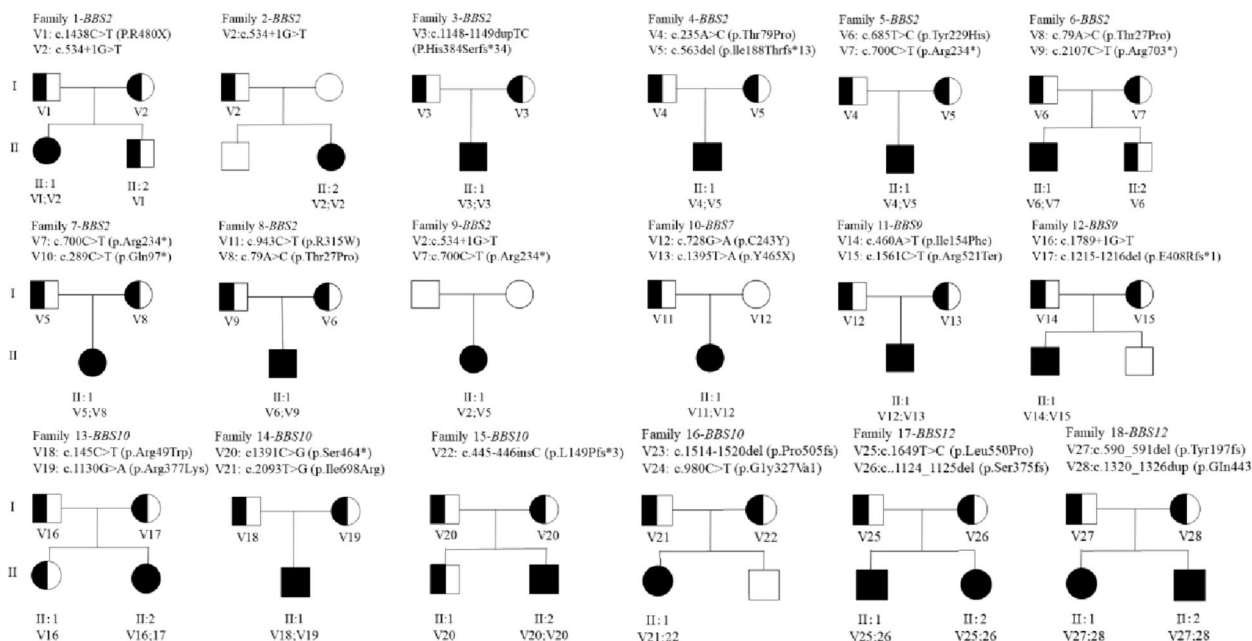 Family 1-BBS2
V1: c.1438C>T (P.R480X)
V2: c.534+1G>T
Family 2-BBS2
V2:c.534+1G>T
Family 3-BBS2
V3:c.1148-1149dupTC
(P.His384Serfs*34)
Family 4-BBS2
V4: c.235A>C (p.Thr79Pro)
V5: c.563del (p.Ile188Thrfs*13)
Family 5-BBS2
V6: c.685T>C (p.Tyr229His)
V7: c.700C>T (p.Arg234*)
Family 6-BBS2
V8: c.79A>C (p.Thr27Pro)
V9: c.2107C>T (p.Arg703*)
I
V1 V2 V2 V3 V3 V4 V5 V4 V5 V6 V7
II
II:1 II:2 II:2 II:1 II:1 II:1 II:1 II:2
V1;V2 V1 V2;V2 V3;V3 V4;V5 V4;V5 V6;V7 V6
Family 7-BBS2
V7: c.700C>T (p.Arg234*)
V10: c.289C>T (p.Gln97*)
Family 8-BBS2
V11: c.943C>T (p.R315W)
V8: c.79A>C (p.Thr27Pro)
Family 9-BBS2
V2:c.534+1G>T
V7:c.700C>T (p.Arg234*)
Family 10-BBS7
V12: c.728G>A (p.C243Y)
V13: c.1395T>A (p.Y465X)
Family 11-BBS9
V14: c.460A>T (p.Ile154Phe)
V15: c.1561C>T (p.Arg521Ter)
Family 12-BBS9
V16: c.1789+1G>T
V17: c.1215-1216del (p.E408Rfs*1)
I
V5 V8 V9 V6 V11 V12 V12 V13 V14 V15
II
II:1 II:1 II:1 II:1 II:1 II:1
V5;V8 V6;V9 V2;V5 V11;V12 V12;V13 V14;V15
Family 13-BBS10
V18: c.145C>T (p.Arg49Trp)
V19: c.1130G>A (p.Arg377Lys)
Family 14-BBS10
V20: c1391C>G (p.Ser464*)
V21: c.2093T>G (p.Ile698Arg)
Family 15-BBS10
V22: c.445-446insC (p.L149Pfs*3)
Family 16-BBS10
V23: c.1514-1520del (p.Pro505fs)
V24: c.980C>T (p.Gly327Val)
Family 17-BBS12
V25:c.1649T>C (p.Leu550Pro)
V26:c..1124_1125del (p.Ser375fs)
Family 18-BBS12
V27:c.590_591del (p.Tyr197fs)
V28:c.1320_1326dup (p.Gln443
I
V16 V17 V18 V19 V20 V20 V21 V22 V25 V26 V27 V28
II
II:1 II:2 II:1 II:1 II:2 II:1 II:1 II:2 II:1 II:2
V16 V16;17 V18;V19 V20 V20;V20 V21;22 V25;26 V25;26 V27;28 V27;28